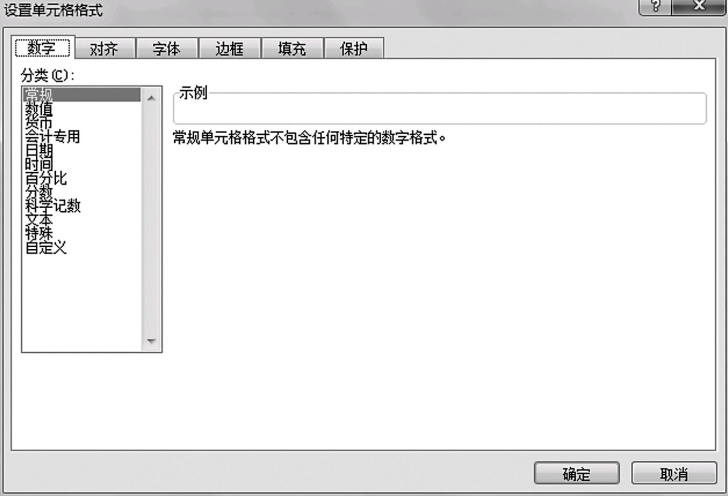 设置单元格格式
数字 对齐 字体 边框 填充 保护
分类(C):
常规
数值
货币
会计专用
日期
时间
百分比
分数
科学记数
文本
特殊
自定义
示例
常规单元格格式不包含任何特定的数字格式。
确定 取消